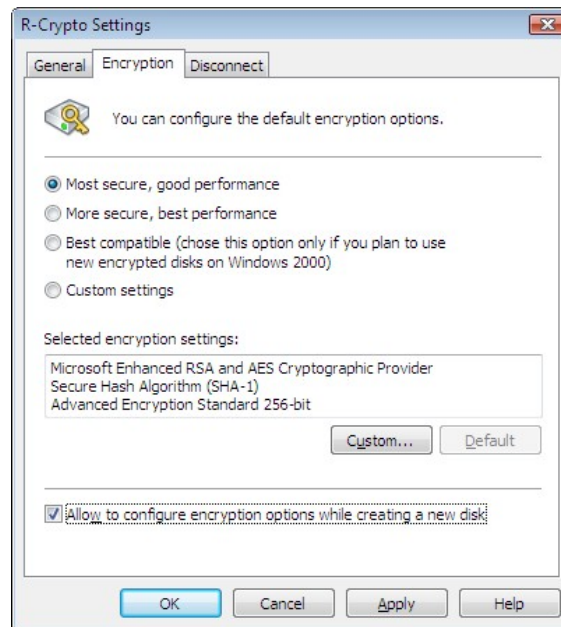 R-Crypto Settings
General Encryption Disconnect
You can configure the default encryption options.
Most secure, good performance
More secure, best performance
Best compatible (chose this option only if you plan to use
new encrypted disks on Windows 2000)
Custom settings
Selected encryption settings:
Microsoft Enhanced RSA and AES Cryptographic Provider
Secure Hash Algorithm (SHA-1)
Advanced Encryption Standard 256-bit
Custom... Default
Allow to configure encryption options while creating a new disk
OK Cancel Apply Help